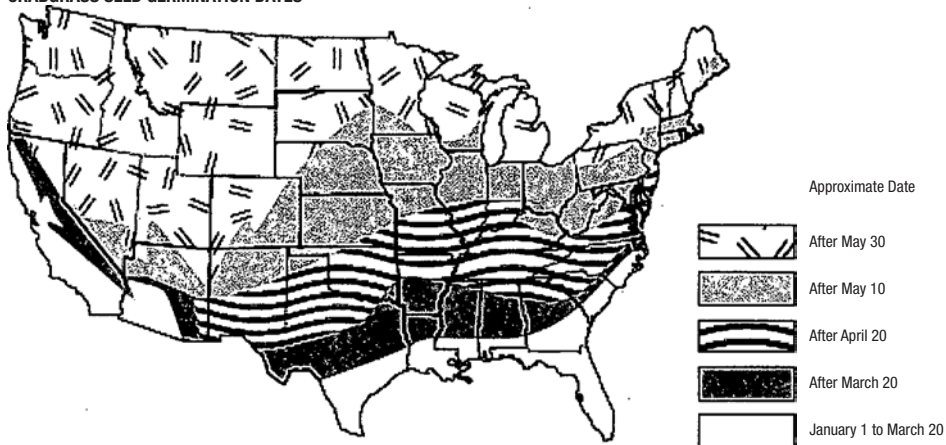 CRABGRASS SEED GERMINATION DATES
Approximate Date
After May 30
After May 10
After April 20
After March 20
January 1 to March 20